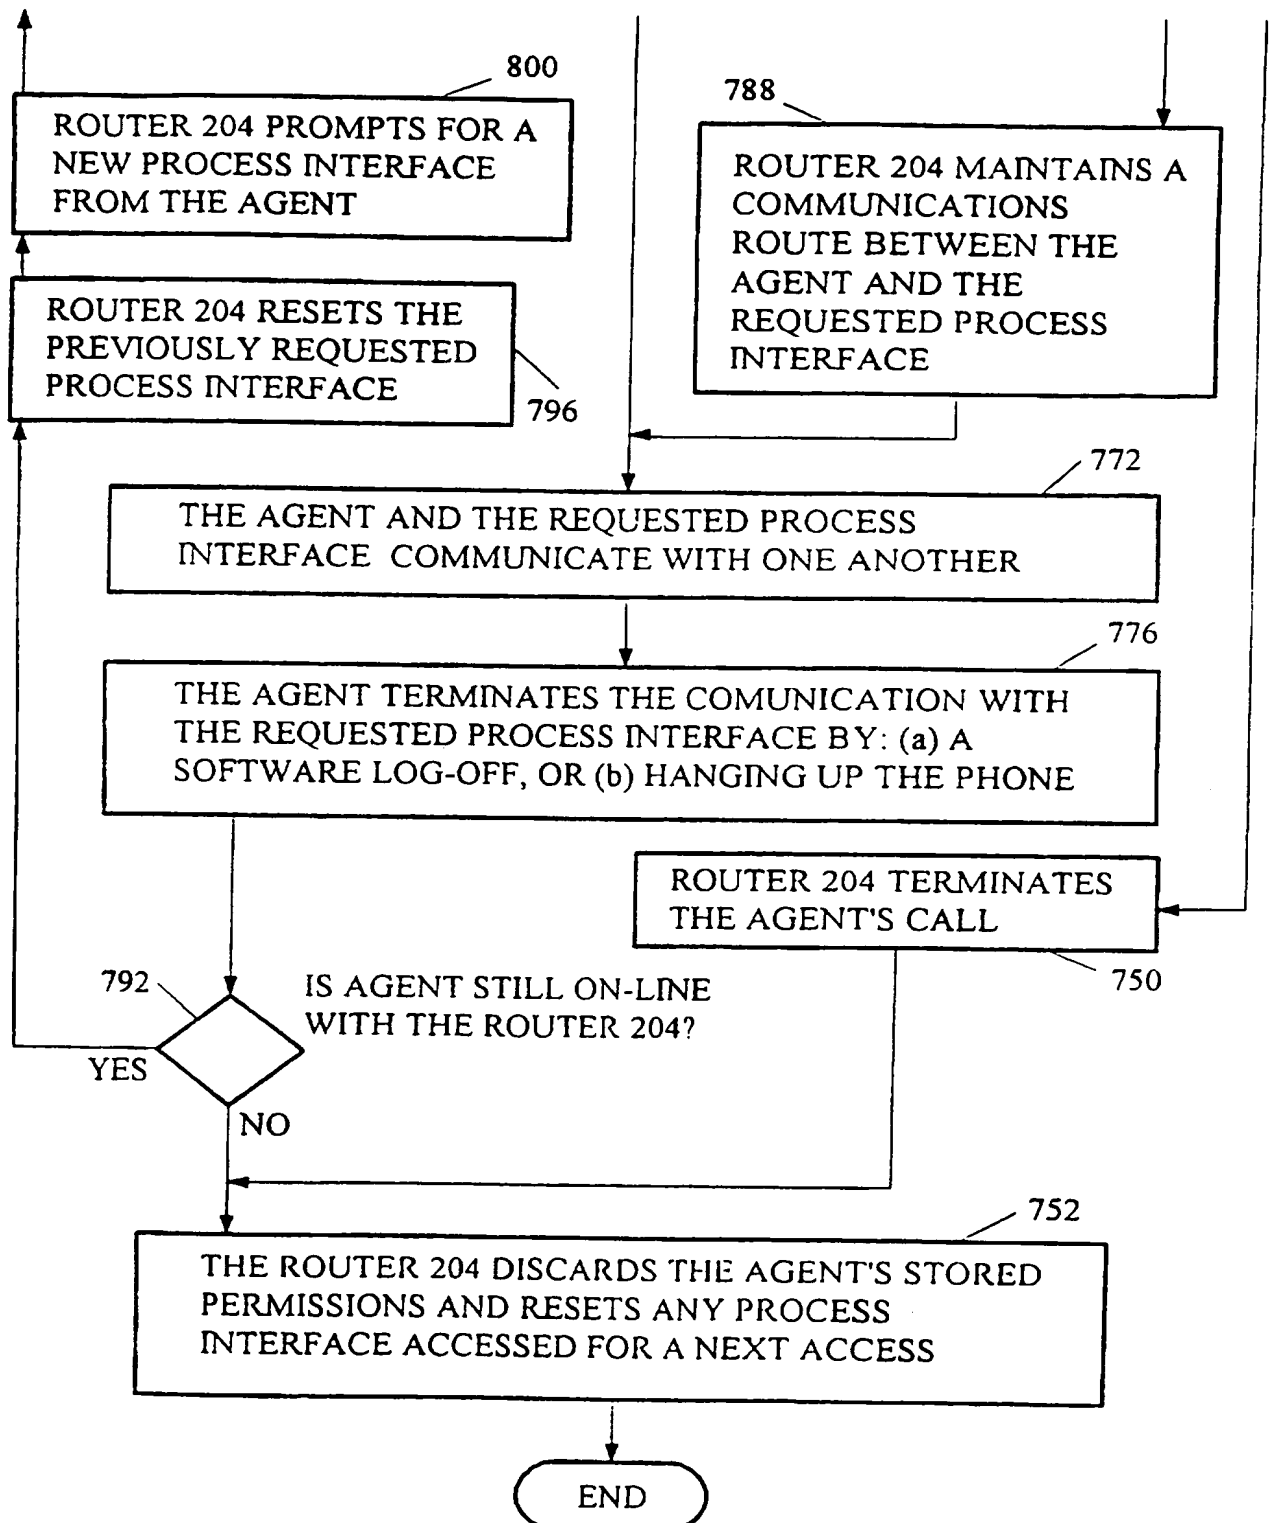 800
ROUTER 204 PROMPTS FOR A
NEW PROCESS INTERFACE
FROM THE AGENT
788
ROUTER 204 MAINTAINS A
COMMUNICATIONS
ROUTE BETWEEN THE
AGENT AND THE
REQUESTED PROCESS
INTERFACE
ROUTER 204 RESETS THE
PREVIOUSLY REQUESTED
PROCESS INTERFACE
796
772
THE AGENT AND THE REQUESTED PROCESS
INTERFACE COMMUNICATE WITH ONE ANOTHER
776
THE AGENT TERMINATES THE COMUNICATION WITH
THE REQUESTED PROCESS INTERFACE BY: (a) A
SOFTWARE LOG-OFF, OR (b) HANGING UP THE PHONE
ROUTER 204 TERMINATES
THE AGENT'S CALL
750
792
IS AGENT STILL ON-LINE
WITH THE ROUTER 204?
YES
NO
752
THE ROUTER 204 DISCARDS THE AGENT'S STORED
PERMISSIONS AND RESETS ANY PROCESS
INTERFACE ACCESSED FOR A NEXT ACCESS
END